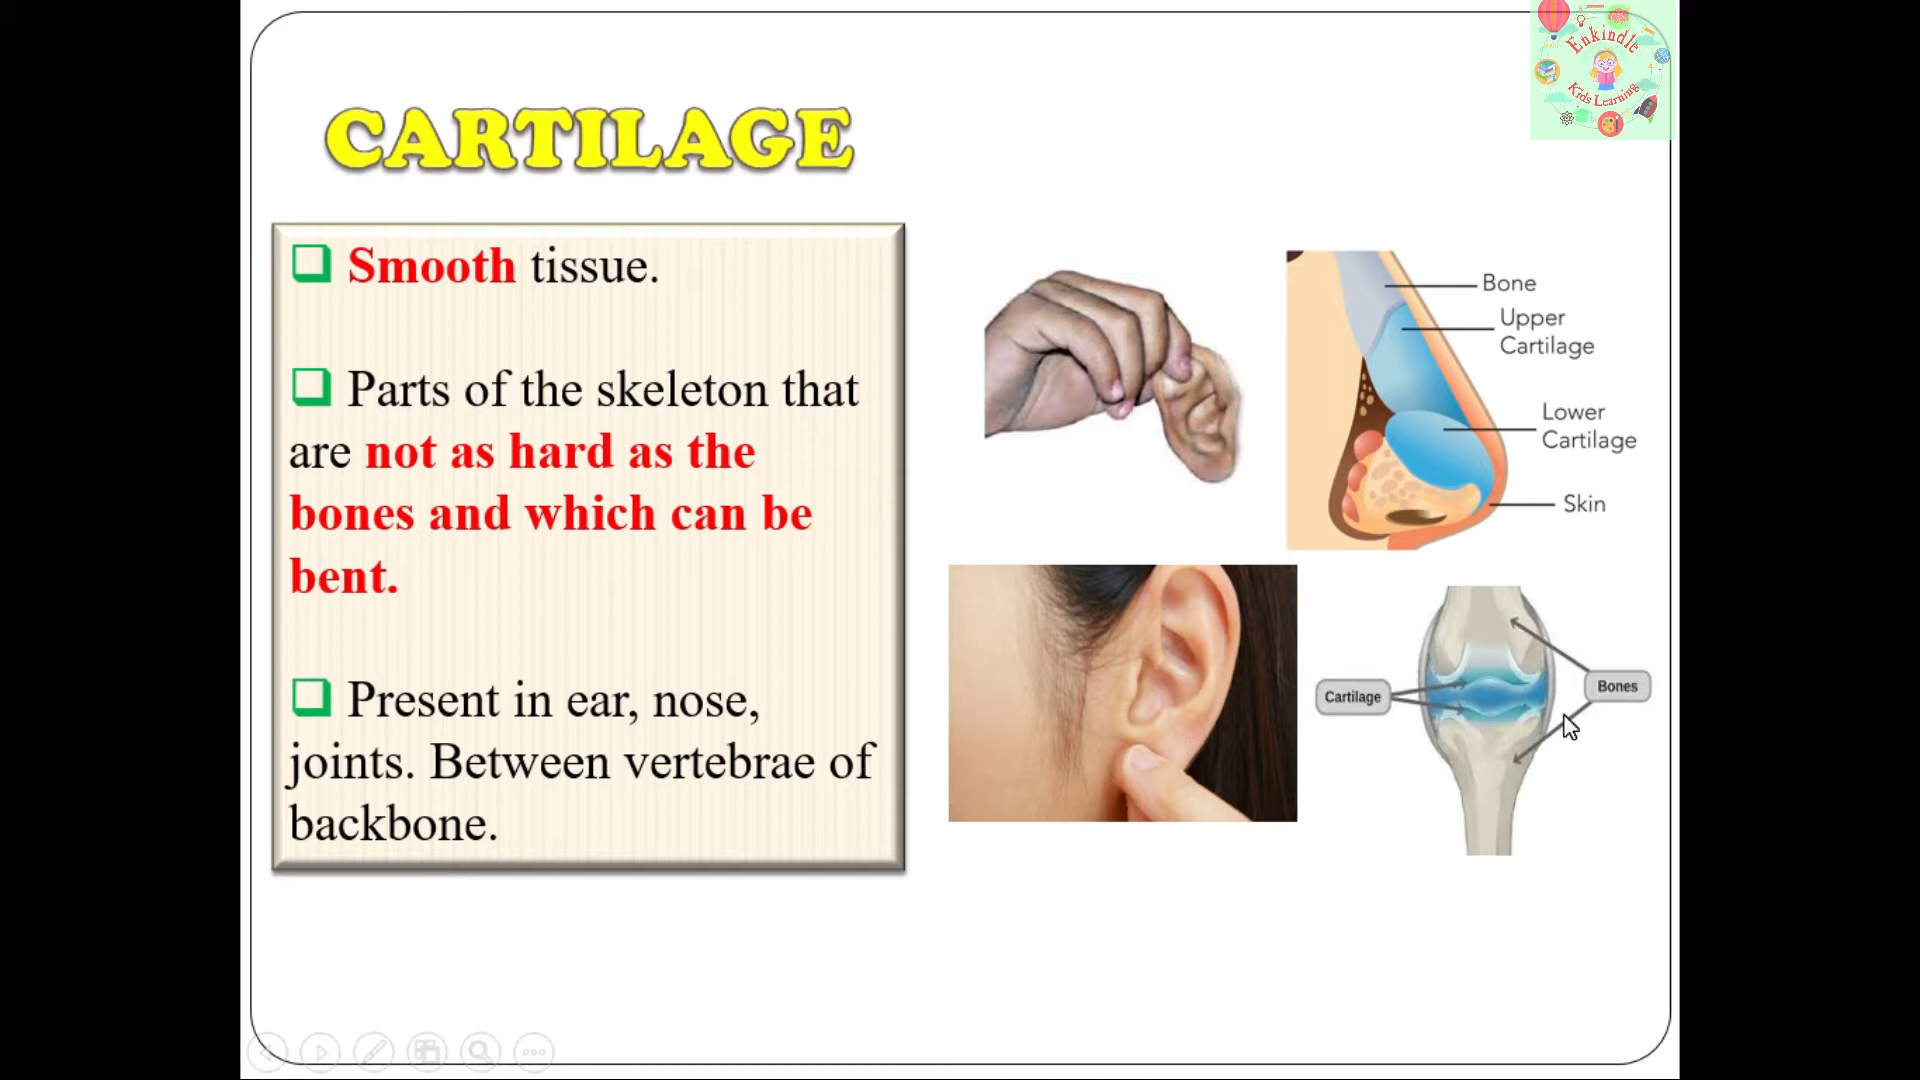 Enkindle
Kids Learning
CARTILAGE
Smooth tissue.
Parts of the skeleton that
are not as hard as the
bones and which can be
bent.
Present in ear, nose,
joints. Between vertebrae of
backbone.
Bone
Upper
Cartilage
Lower
Cartilage
Skin
Cartilage
Bones